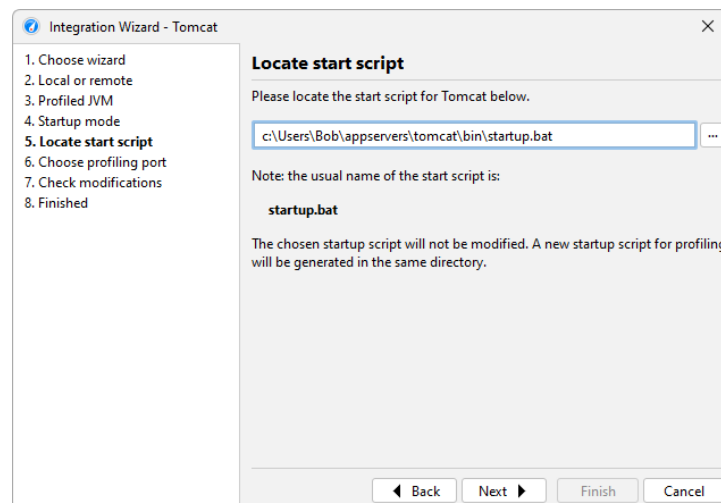 Integration Wizard - Tomcat
1. Choose wizard
2. Local or remote
3. Profiled JVM
4. Startup mode
5. Locate start script
6. Choose profiling port
7. Check modifications
8. Finished
Locate start script
Please locate the start script for Tomcat below.
c:\Users\Bob\appservers\tomcat\bin\startup.bat
...
Note: the usual name of the start script is:
startup.bat
The chosen startup script will not be modified. A new startup script for profiling
will be generated in the same directory.
Back Next Finish Cancel